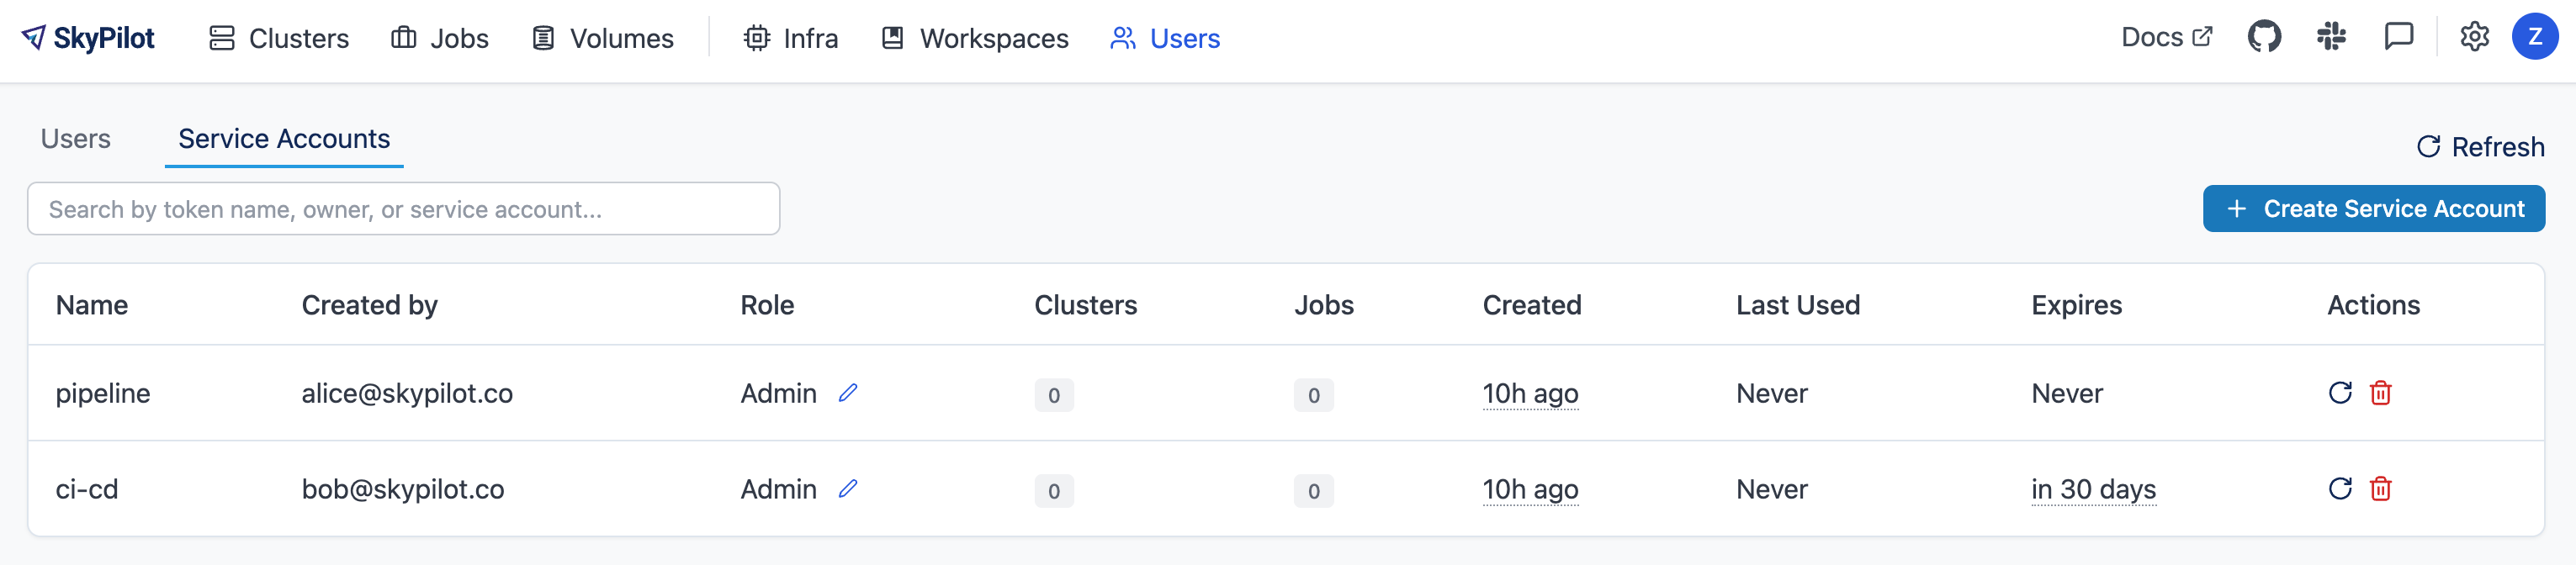 SkyPilot Clusters Jobs Volumes Infra Workspaces Users Docs Z
Users Service Accounts Refresh
Search by token name, owner, or service account... + Create Service Account
Name Created by Role Clusters Jobs Created Last Used Expires Actions
pipeline alice@skypilot.co Admin 0 0 10h ago Never Never
ci-cd bob@skypilot.co Admin 0 0 10h ago Never in 30 days